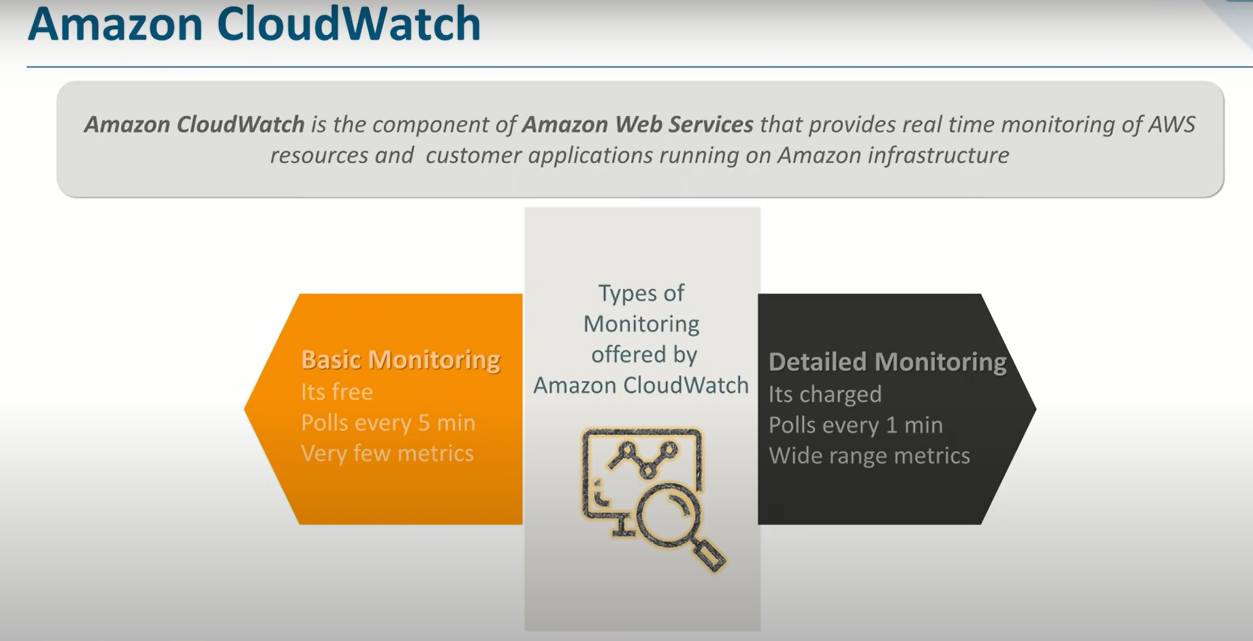 Amazon CloudWatch
Amazon CloudWatch is the component of Amazon Web Services that provides real time monitoring of AWS
resources and customer applications running on Amazon infrastructure
Types of
Monitoring
offered by
Amazon CloudWatch
Basic Monitoring
Its free
Polls every 5 min
Very few metrics
Detailed Monitoring
Its charged
Polls every 1 min
Wide range metrics